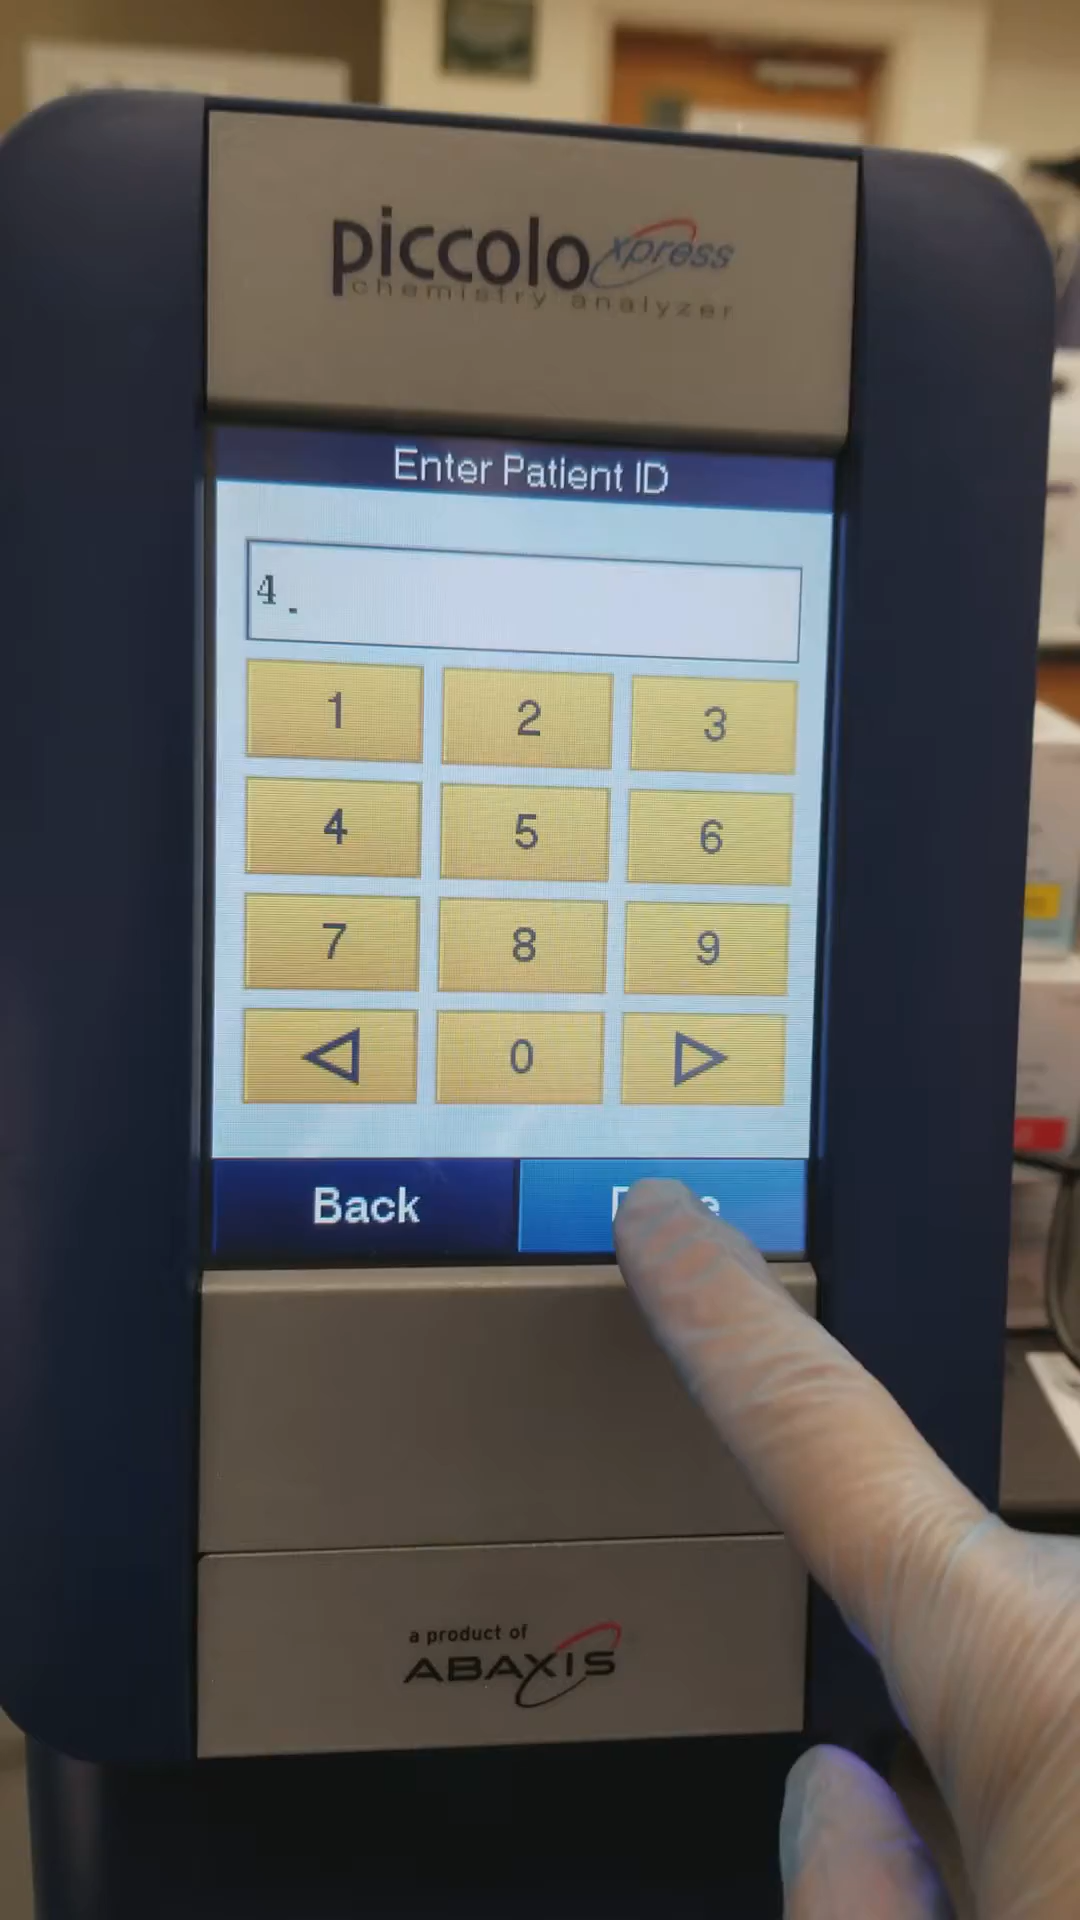 piccolo xpress
chemistry analyzer
Enter Patient ID
4
1 2 3
4 5 6
7 8 9
0
Back
a product of
ABAXIS